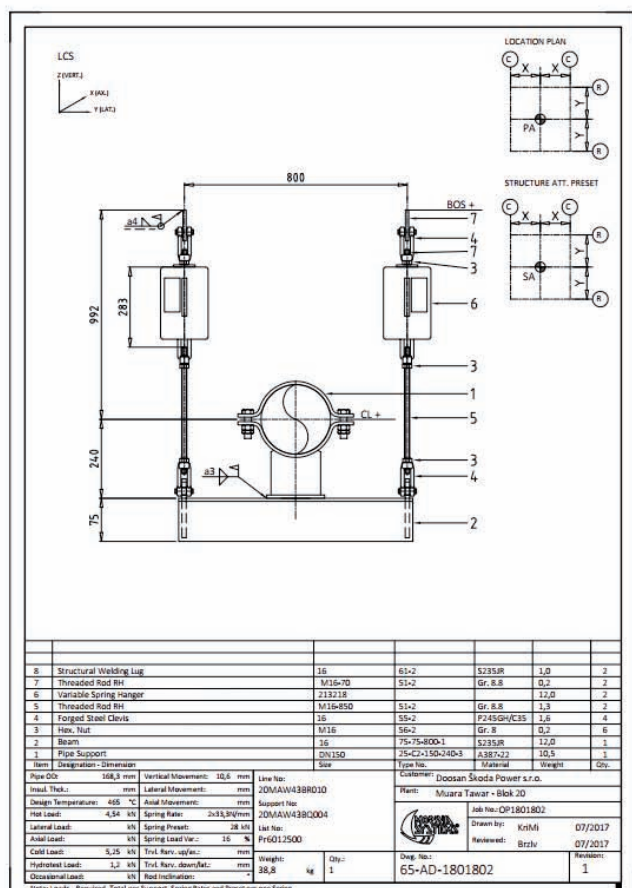 LCS
Z (VERT.)
X (AX.)
Y (LAT.)
LOCATION PLAN
C C
X X
R
Y
PA
Y
R
STRUCTURE ATT. PRESET
C C
X X
R
Y
SA
Y
R
800
BOS +
7
a4
4
7
3
992
283
6
3
1
CL +
5
240
3
a3
4
75
2
8 Structural Welding Lug 16 61-2 S235JR 1,0 2
7 Threaded Rod RH M16-70 51-2 Gr. 8.8 0,2 2
6 Variable Spring Hanger 213218 12,0 2
5 Threaded Rod RH M16-850 51-2 Gr. 8.8 1,3 2
4 Forged Steel Clevis 16 55-2 P245GH/C35 1,6 4
3 Hex. Nut M16 56-2 Gr. 8 0,2 6
2 Beam 16 75-75-800-1 S235JR 12,0 1
1 Pipe Support DN150 25-C2-150-240-3 A387-22 10,5 1
Item Designation - Dimension Size Type No. Material Weight Qty.
Pipe OD: 168,3 mm Vertical Movement: 10,6 mm
Insul. Thck.: mm Lateral Movement: mm
Design Temperature: 465 °C Axial Movement: mm
Hot Load: 4,54 kN Spring Rate: 2x33,3N/mm
Lateral Load: kN Spring Preset: 28 kN
Axial Load: kN Spring Load Var.: 16 %
Cold Load: 5,25 kN Trvl. Rsrv. up/ax.: mm
Hydrotest Load: 1,2 kN Trvl. Rsrv. down/lat.: mm
Occasional Load: kN Rod Inclination: °
Line No:
20MAW43BR010
Support No:
20MAW43BQ004
List No:
Pr6012500
Weight: Qty.:
38,8 kg 1
Customer: Doosan Škoda Power s.r.o.
Plant: Muara Tawar - Blok 20
Job No.: OP1801802
Drawn by: KriMi 07/2017
Reviewed: Brzlv 07/2017
Dwg. No.: Revision:
65-AD-1801802 1